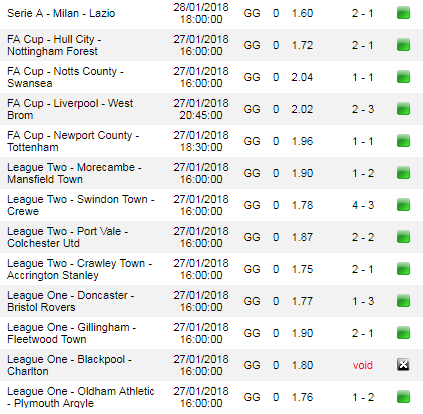 Serie A - Milan - Lazio 28/01/2018 18:00:00 GG 0 1.60 2 - 1
FA Cup - Hull City - Nottingham Forest 27/01/2018 16:00:00 GG 0 1.72 2 - 1
FA Cup - Notts County - Swansea 27/01/2018 16:00:00 GG 0 2.04 1 - 1
FA Cup - Liverpool - West Brom 27/01/2018 20:45:00 GG 0 2.02 2 - 3
FA Cup - Newport County - Tottenham 27/01/2018 18:30:00 GG 0 1.96 1 - 1
League Two - Morecambe - Mansfield Town 27/01/2018 16:00:00 GG 0 1.90 1 - 2
League Two - Swindon Town - Crewe 27/01/2018 16:00:00 GG 0 1.78 4 - 3
League Two - Port Vale - Colchester Utd 27/01/2018 16:00:00 GG 0 1.87 2 - 2
League Two - Crawley Town - Accrington Stanley 27/01/2018 16:00:00 GG 0 1.75 2 - 1
League One - Doncaster - Bristol Rovers 27/01/2018 16:00:00 GG 0 1.77 1 - 3
League One - Gillingham - Fleetwood Town 27/01/2018 16:00:00 GG 0 1.90 2 - 1
League One - Blackpool - Charlton 27/01/2018 16:00:00 GG 0 1.80 void
League One - Oldham Athletic - Plymouth Argyle 27/01/2018 16:00:00 GG 0 1.76 1 - 2